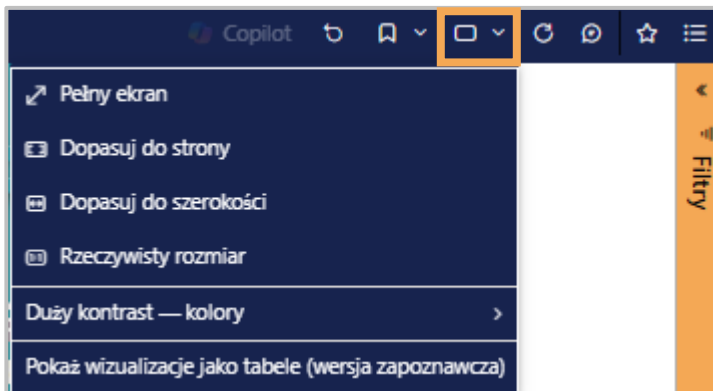 Copilot
Pełny ekran
Dopasuj do strony
Dopasuj do szerokości
Rzeczywisty rozmiar
Duży kontrast — kolory
Pokaż wizualizacje jako tabele (wersja zapoznawcza)
Filtry